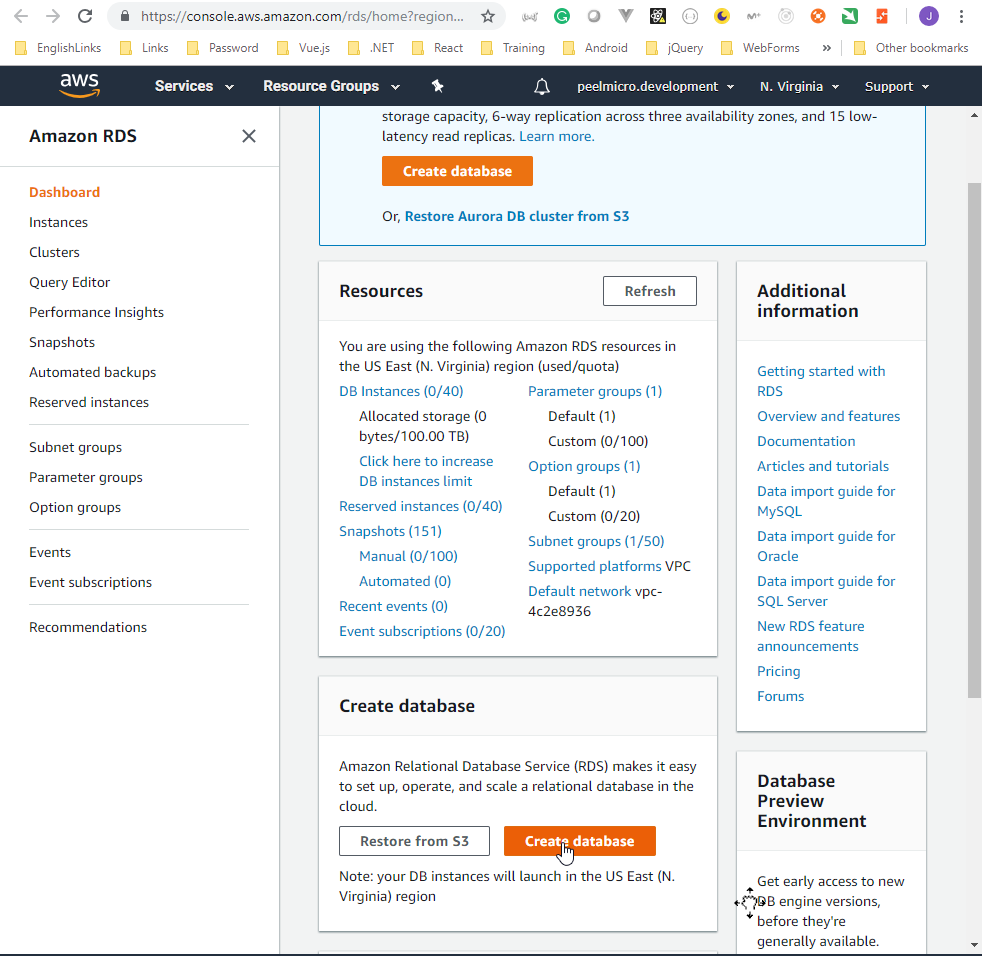 https://console.aws.amazon.com/rds/home?region...
EnglishLinks
Links
Password
Vue.js
.NET
React
Training
Android
jQuery
WebForms
»
Other bookmarks
aws
Services
Resource Groups
peelmicro.development
N. Virginia
Support
Amazon RDS
Dashboard
Instances
Clusters
Query Editor
Performance Insights
Snapshots
Automated backups
Reserved instances
Subnet groups
Parameter groups
Option groups
Events
Event subscriptions
Recommendations
storage capacity, 6-way replication across three availability zones, and 15 low-
latency read replicas. Learn more.
Create database
Or, Restore Aurora DB cluster from S3
Resources
Refresh
You are using the following Amazon RDS resources in
the US East (N. Virginia) region (used/quota)
DB Instances (0/40)
Allocated storage (0
bytes/100.00 TB)
Click here to increase
DB instances limit
Reserved instances (0/40)
Snapshots (151)
Manual (0/100)
Automated (0)
Recent events (0)
Event subscriptions (0/20)
Parameter groups (1)
Default (1)
Custom (0/100)
Option groups (1)
Default (1)
Custom (0/20)
Subnet groups (1/50)
Supported platforms VPC
Default network vpc-
4c2e8936
Create database
Amazon Relational Database Service (RDS) makes it easy
to set up, operate, and scale a relational database in the
cloud.
Restore from S3
Create database
Note: your DB instances will launch in the US East (N.
Virginia) region
Additional
information
Getting started with
RDS
Overview and features
Documentation
Articles and tutorials
Data import guide for
MySQL
Data import guide for
Oracle
Data import guide for
SQL Server
New RDS feature
announcements
Pricing
Forums
Database
Preview
Environment
Get early access to new
DB engine versions,
before they're
generally available.